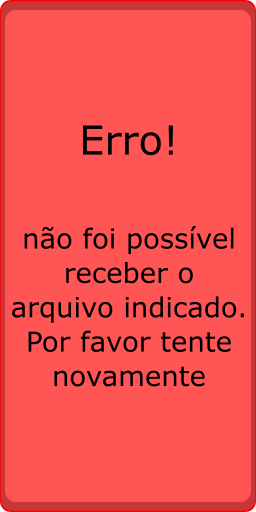 Erro!
não foi possível
receber o
arquivo indicado.
Por favor tente
novamente